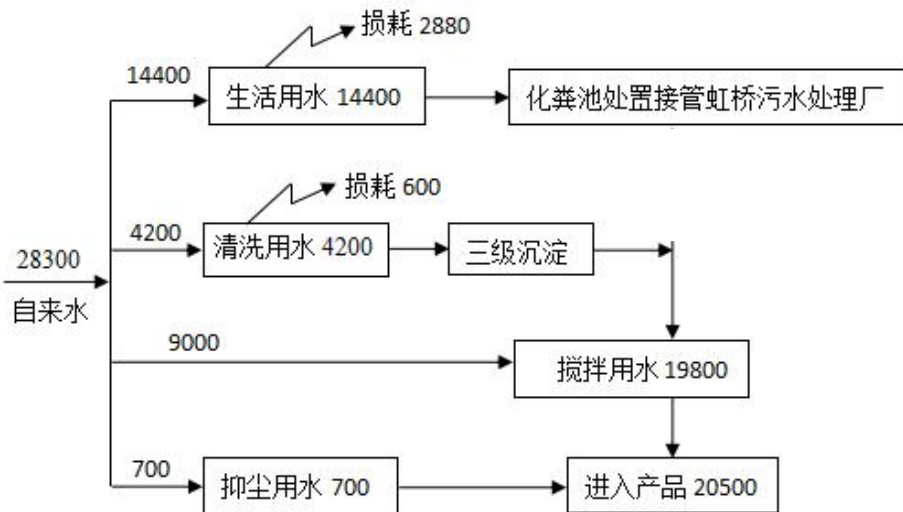 损耗 2880
14400
生活用水 14400
化粪池处置接管虹桥污水处理厂
损耗 600
4200
清洗用水 4200
三级沉淀
28300
自来水
9000
搅拌用水 19800
700
抑尘用水 700
进入产品 20500